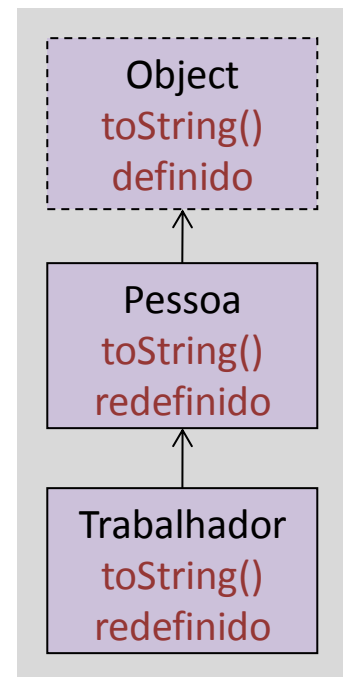 Object
toString()
definido
Pessoa
toString()
redefinido
Trabalhador
toString()
redefinido